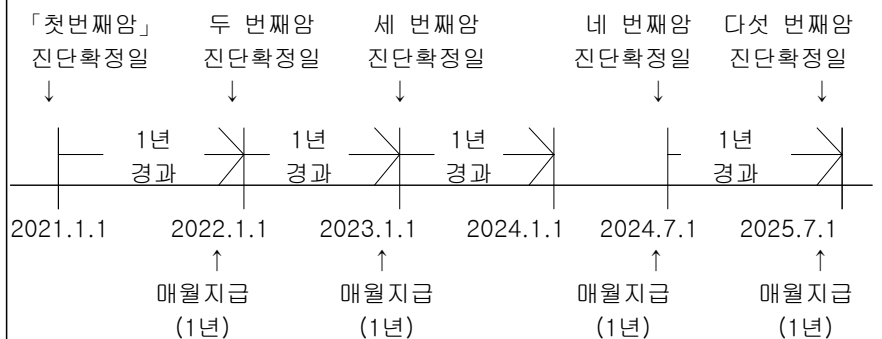 「첫번째암」 두 번째암 세 번째암 네 번째암 다섯 번째암
진단확정일 진단확정일 진단확정일 진단확정일 진단확정일
↓ ↓ ↓ ↓ ↓
1년 1년 1년 1년
경과 경과 경과 경과
2021.1.1 2022.1.1 2023.1.1 2024.1.1 2024.7.1 2025.7.1
↑ ↑ ↑ ↑
매월지급 매월지급 매월지급 매월지급
(1년) (1년) (1년) (1년)